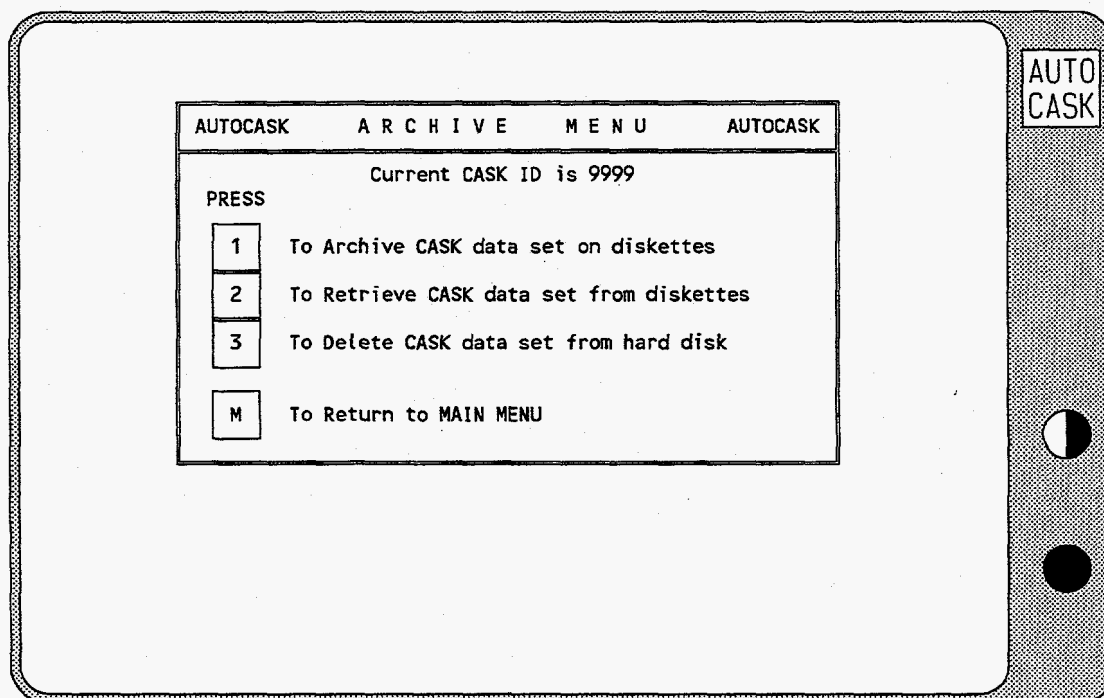 AUTO
CASK
AUTOCASK A R C H I V E M E N U AUTOCASK
Current CASK ID is 9999
PRESS
1 To Archive CASK data set on diskettes
2 To Retrieve CASK data set from diskettes
3 To Delete CASK data set from hard disk
M To Return to MAIN MENU